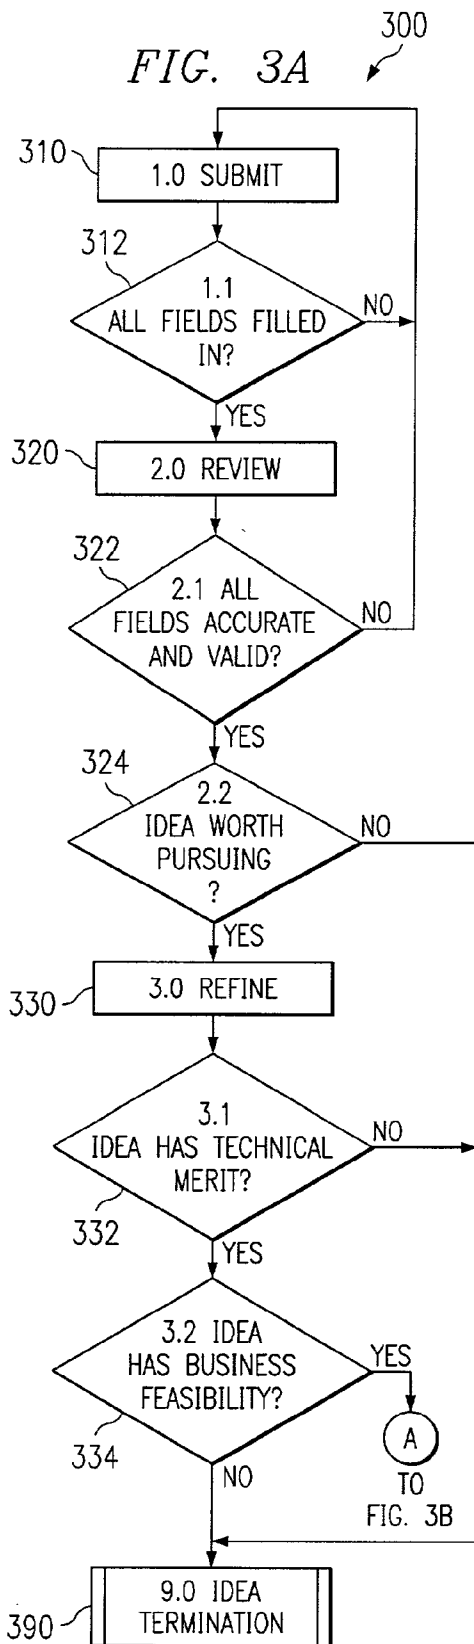 FIG. 3A
300
310
1.0 SUBMIT
312
1.1
ALL FIELDS FILLED
IN?
NO
YES
320
2.0 REVIEW
322
2.1 ALL
FIELDS ACCURATE
AND VALID?
NO
YES
324
2.2
IDEA WORTH
PURSUING
?
NO
YES
330
3.0 REFINE
3.1
IDEA HAS TECHNICAL
MERIT?
NO
332
YES
3.2 IDEA
HAS BUSINESS
FEASIBILITY?
YES
334
A
TO
FIG. 3B
NO
390
9.0 IDEA
TERMINATION